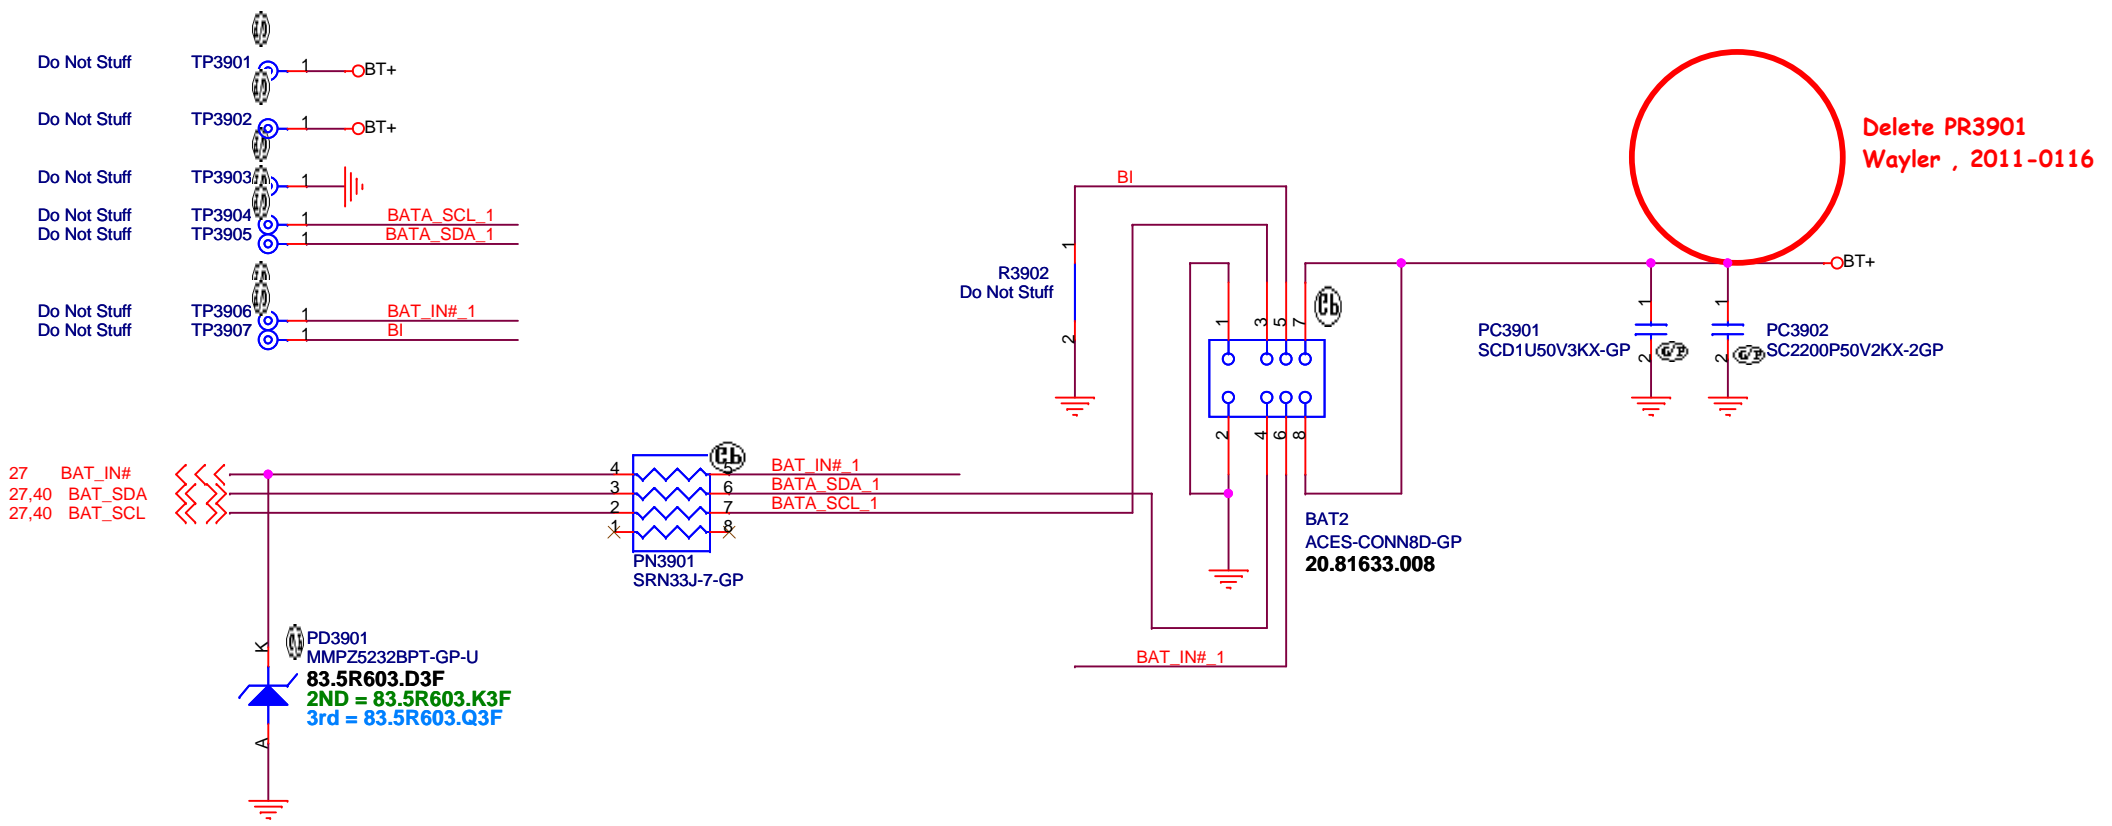 Do Not Stuff TP3901 1 BT+
Do Not Stuff TP3902 1 BT+
Do Not Stuff TP3903 1
Do Not Stuff TP3904 1 BATA_SCL_1
Do Not Stuff TP3905 1 BATA_SDA_1
Do Not Stuff TP3906 1 BAT_IN#_1
Do Not Stuff TP3907 1 BI
Delete PR3901
Wayler , 2011-0116
BI
1
R3902
Do Not Stuff
2
BT+
1 3 5 7
2 4 6 8
1
PC3901
SCD1U50V3KX-GP
2
G/P
1
PC3902
SC2200P50V2KX-2GP
2
G/P
27 BAT_IN#
27,40 BAT_SDA
27,40 BAT_SCL
4 5 BAT_IN#_1
3 6 BATA_SDA_1
2 7 BATA_SCL_1
1 8
PN3901
SRN33J-7-GP
BAT2
ACES-CONN8D-GP
20.81633.008
BAT_IN#_1
K
PD3901
MMPZ5232BPT-GP-U
83.5R603.D3F
2ND = 83.5R603.K3F
3rd = 83.5R603.Q3F
A